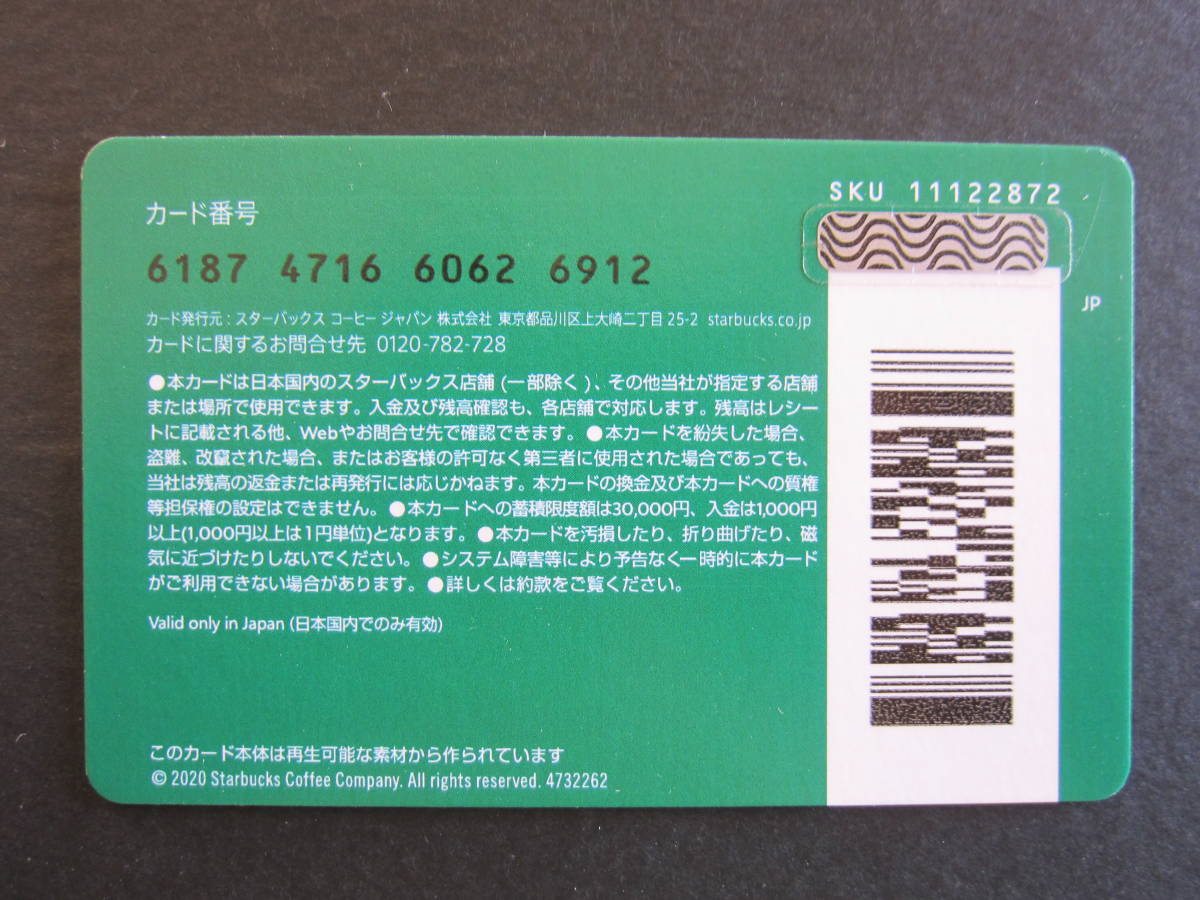 SKU 11122872
カード番号
6187 4716 6062 6912
JP
カード発行元：スターバックス コーヒー ジャパン 株式会社 東京都品川区上大崎二丁目25-2 starbucks.co.jp
カードに関するお問合せ先 0120-782-728
●本カードは日本国内のスターバックス店舗(一部除く)、その他当社が指定する店舗
または場所で使用できます。入金及び残高確認も、各店舗で対応します。残高はレシー
トに記載される他、Webやお問合せ先で確認できます。●本カードを紛失した場合、
盗難、改竄された場合、またはお客様の許可なく第三者に使用された場合であっても、
当社は残高の返金または再発行には応じかねます。本カードの換金及び本カードへの質権
等担保権の設定はできません。●本カードへの蓄積限度額は30,000円、入金は1,000円
以上(1,000円以上は1円単位)となります。●本カードを汚損したり、折り曲げたり、磁
気に近づけたりしないでください。●システム障害等により予告なく一時的に本カード
がご利用できない場合があります。●詳しくは約款をご覧ください。
Valid only in Japan (日本国内でのみ有効)
このカード本体は再生可能な素材から作られています
© 2020 Starbucks Coffee Company. All rights reserved. 4732262